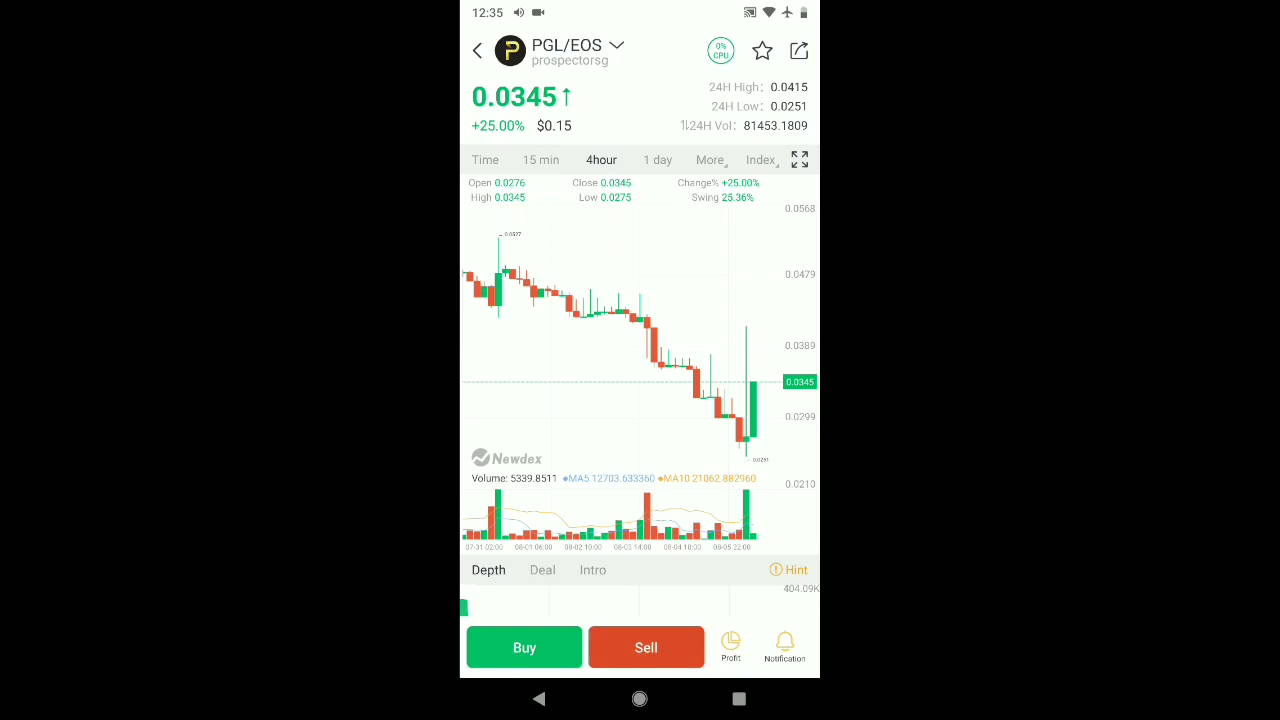 12:35
PGL/EOS
prospectorsg
0% CPU
0.0345↑
+25.00% $0.15
24H High: 0.0415
24H Low: 0.0251
24H Vol: 81453.1809
Time 15 min 4hour 1 day More Index
Open 0.0276 Close 0.0345 Change% +25.00%
High 0.0345 Low 0.0275 Swing 25.36%
0.0568
0.0527
0.0479
0.0389
0.0345
0.0299
Newdex
0.0251
Volume: 5339.8511 MA5 12703.633360 MA10 21062.882960
0.0210
07-31 02:00 08-01 06:00 08-02 10:00 08-03 14:00 08-04 18:00 08-05 22:00
Depth Deal Intro Hint
404.09K
Buy Sell Profit Notification